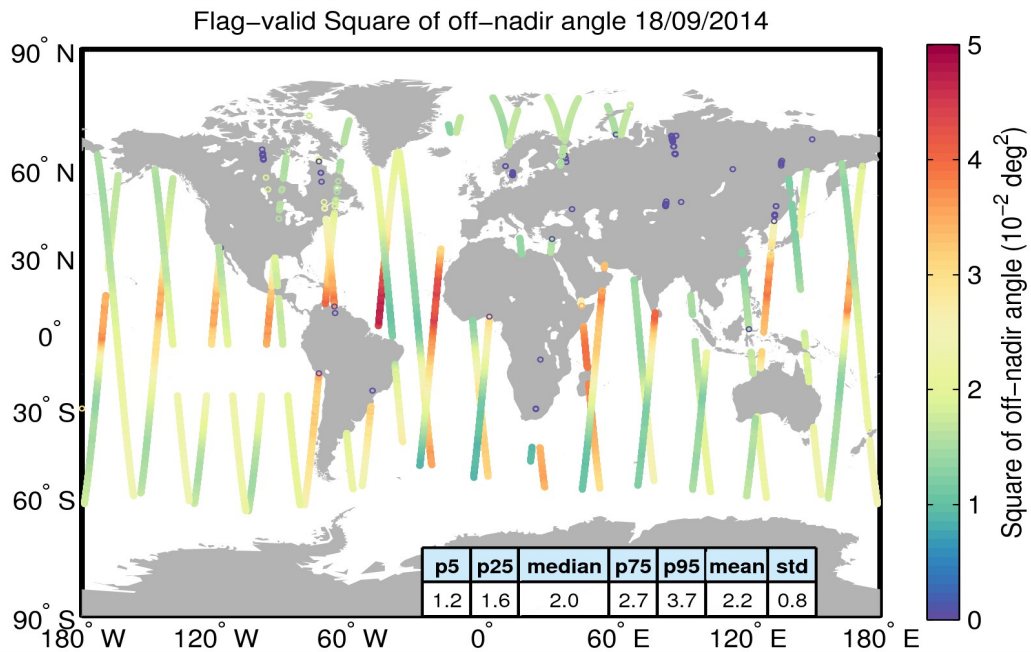 Flag-valid Square of off-nadir angle 18/09/2014
90° N
60° N
30° N
0°
30° S
60° S
90° S
180° W
120° W
60° W
0°
60° E
120° E
180° E
p5 p25 median p75 p95 mean std
1.2 1.6 2.0 2.7 3.7 2.2 0.8
5
4
3
2
1
0
Square of off-nadir angle (10⁻² deg²)